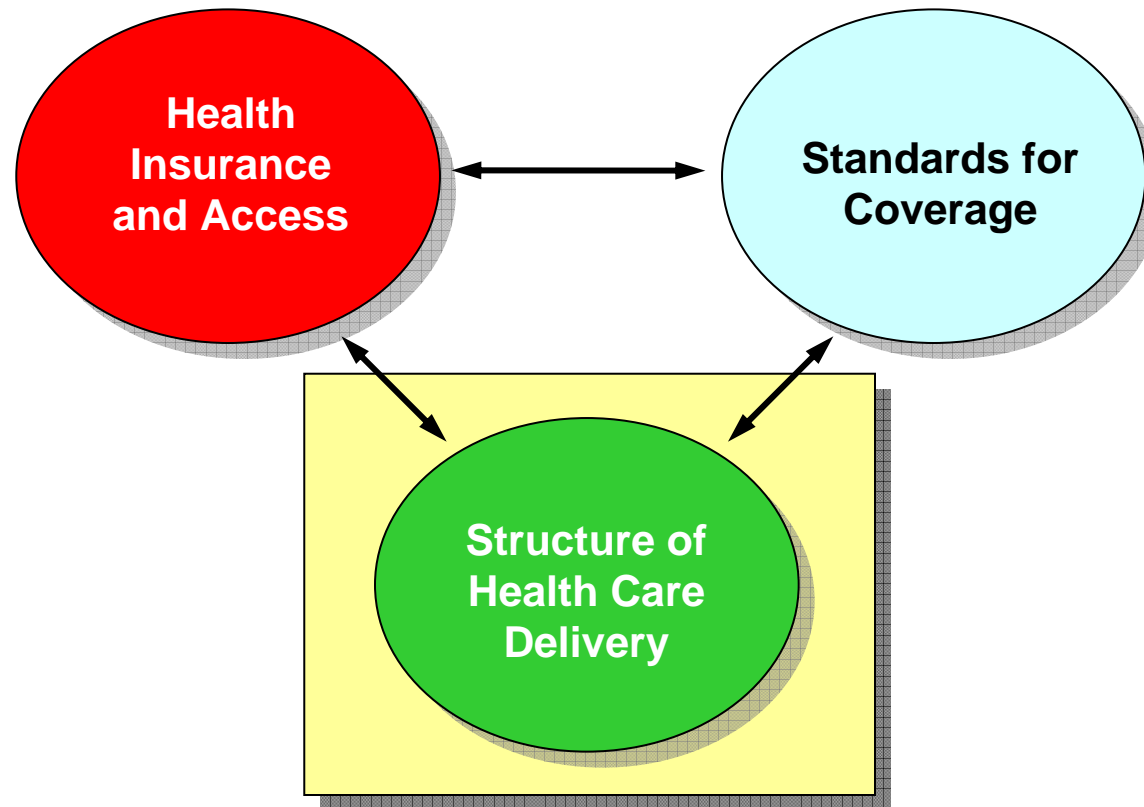 Health
Insurance
and Access
Standards for
Coverage
Structure of
Health Care
Delivery